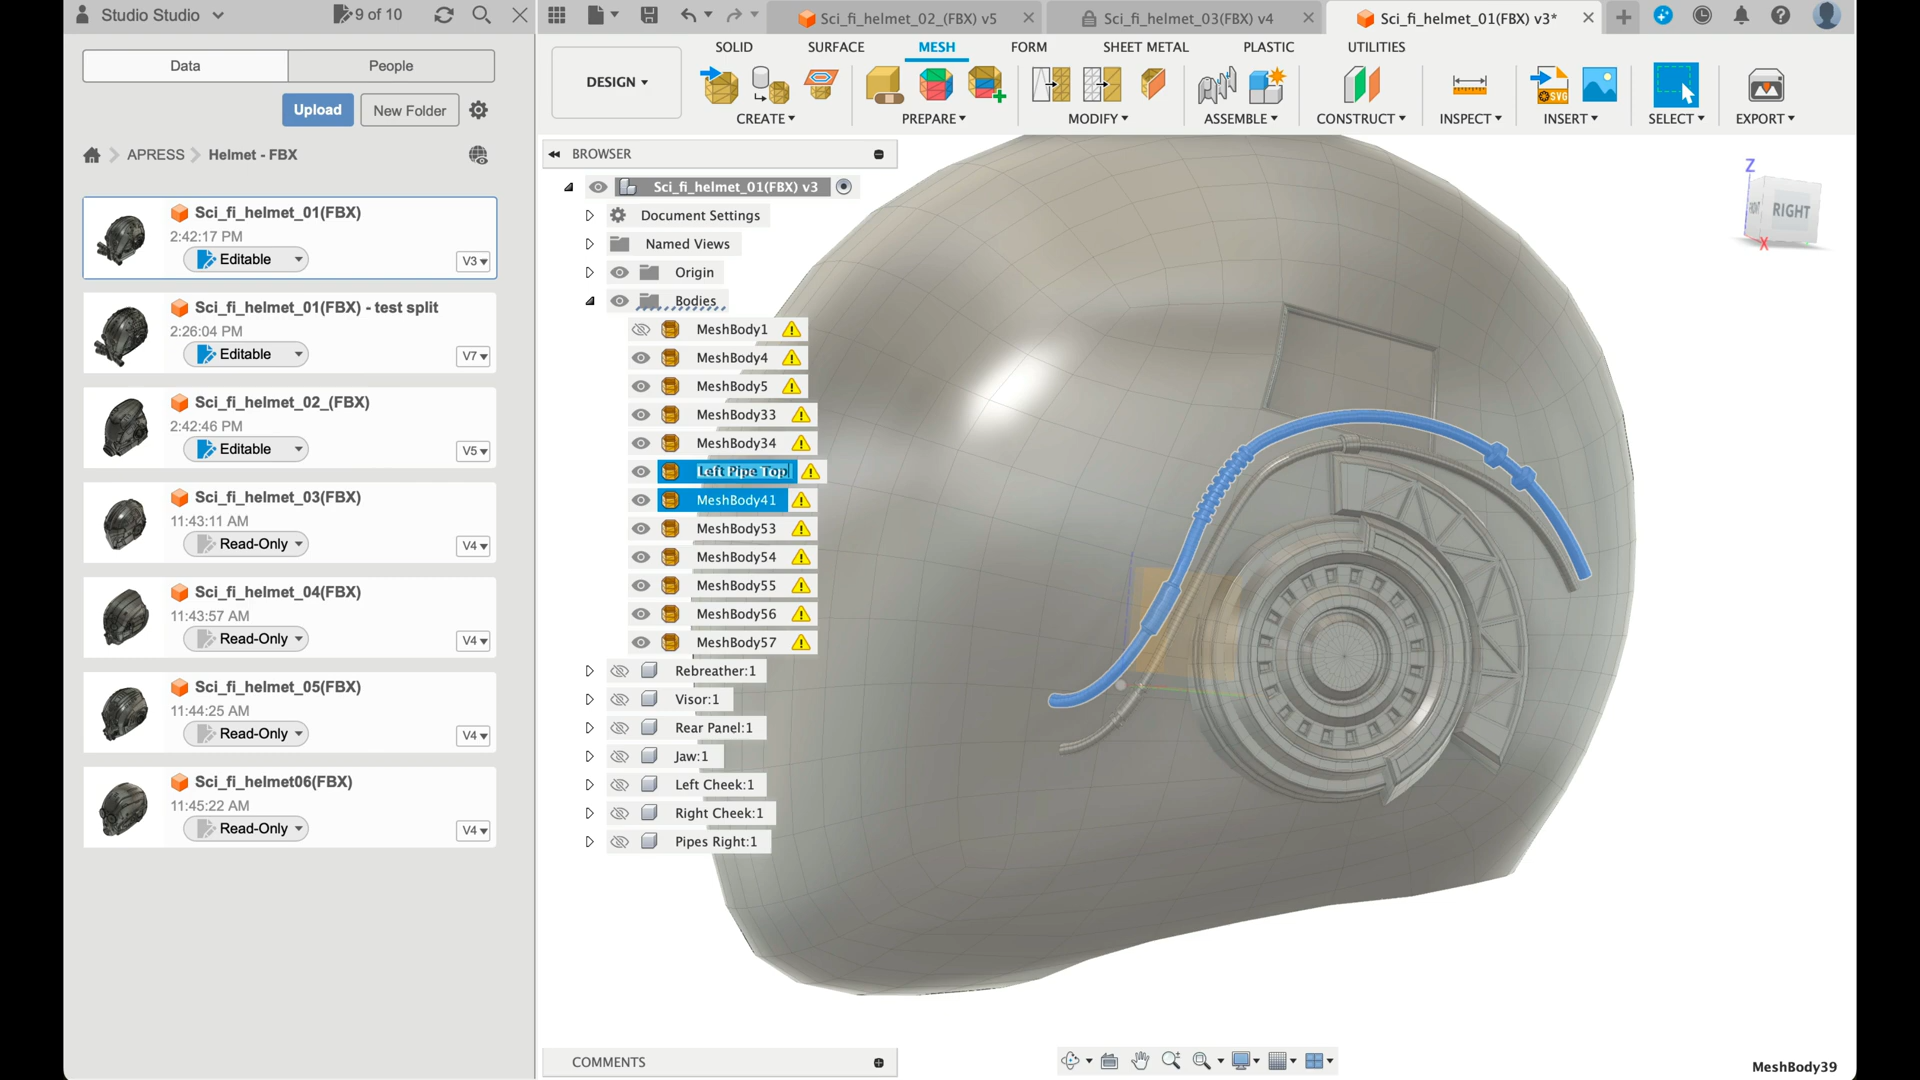 Studio Studio
9 of 10
Sci_fi_helmet_02_(FBX) v5
Sci_fi_helmet_03(FBX) v4
Sci_fi_helmet_01(FBX) v3*
Data
People
Upload
New Folder
APRESS
Helmet - FBX
DESIGN
SOLID
SURFACE
MESH
FORM
SHEET METAL
PLASTIC
UTILITIES
CREATE
PREPARE
MODIFY
ASSEMBLE
CONSTRUCT
INSPECT
INSERT
SELECT
EXPORT
SVG
BROWSER
Sci_fi_helmet_01(FBX) v3
Document Settings
Named Views
Origin
Bodies
MeshBody1
MeshBody4
MeshBody5
MeshBody33
MeshBody34
Left Pipe Top
MeshBody41
MeshBody53
MeshBody54
MeshBody55
MeshBody56
MeshBody57
Rebreather:1
Visor:1
Rear Panel:1
Jaw:1
Left Cheek:1
Right Cheek:1
Pipes Right:1
Sci_fi_helmet_01(FBX)
2:42:17 PM
Editable
V3
Sci_fi_helmet_01(FBX) - test split
2:26:04 PM
Editable
V7
Sci_fi_helmet_02_(FBX)
2:42:46 PM
Editable
V5
Sci_fi_helmet_03(FBX)
11:43:11 AM
Read-Only
V4
Sci_fi_helmet_04(FBX)
11:43:57 AM
Read-Only
V4
Sci_fi_helmet_05(FBX)
11:44:25 AM
Read-Only
V4
Sci_fi_helmet06(FBX)
11:45:22 AM
Read-Only
V4
Z
RIGHT
X
COMMENTS
MeshBody39